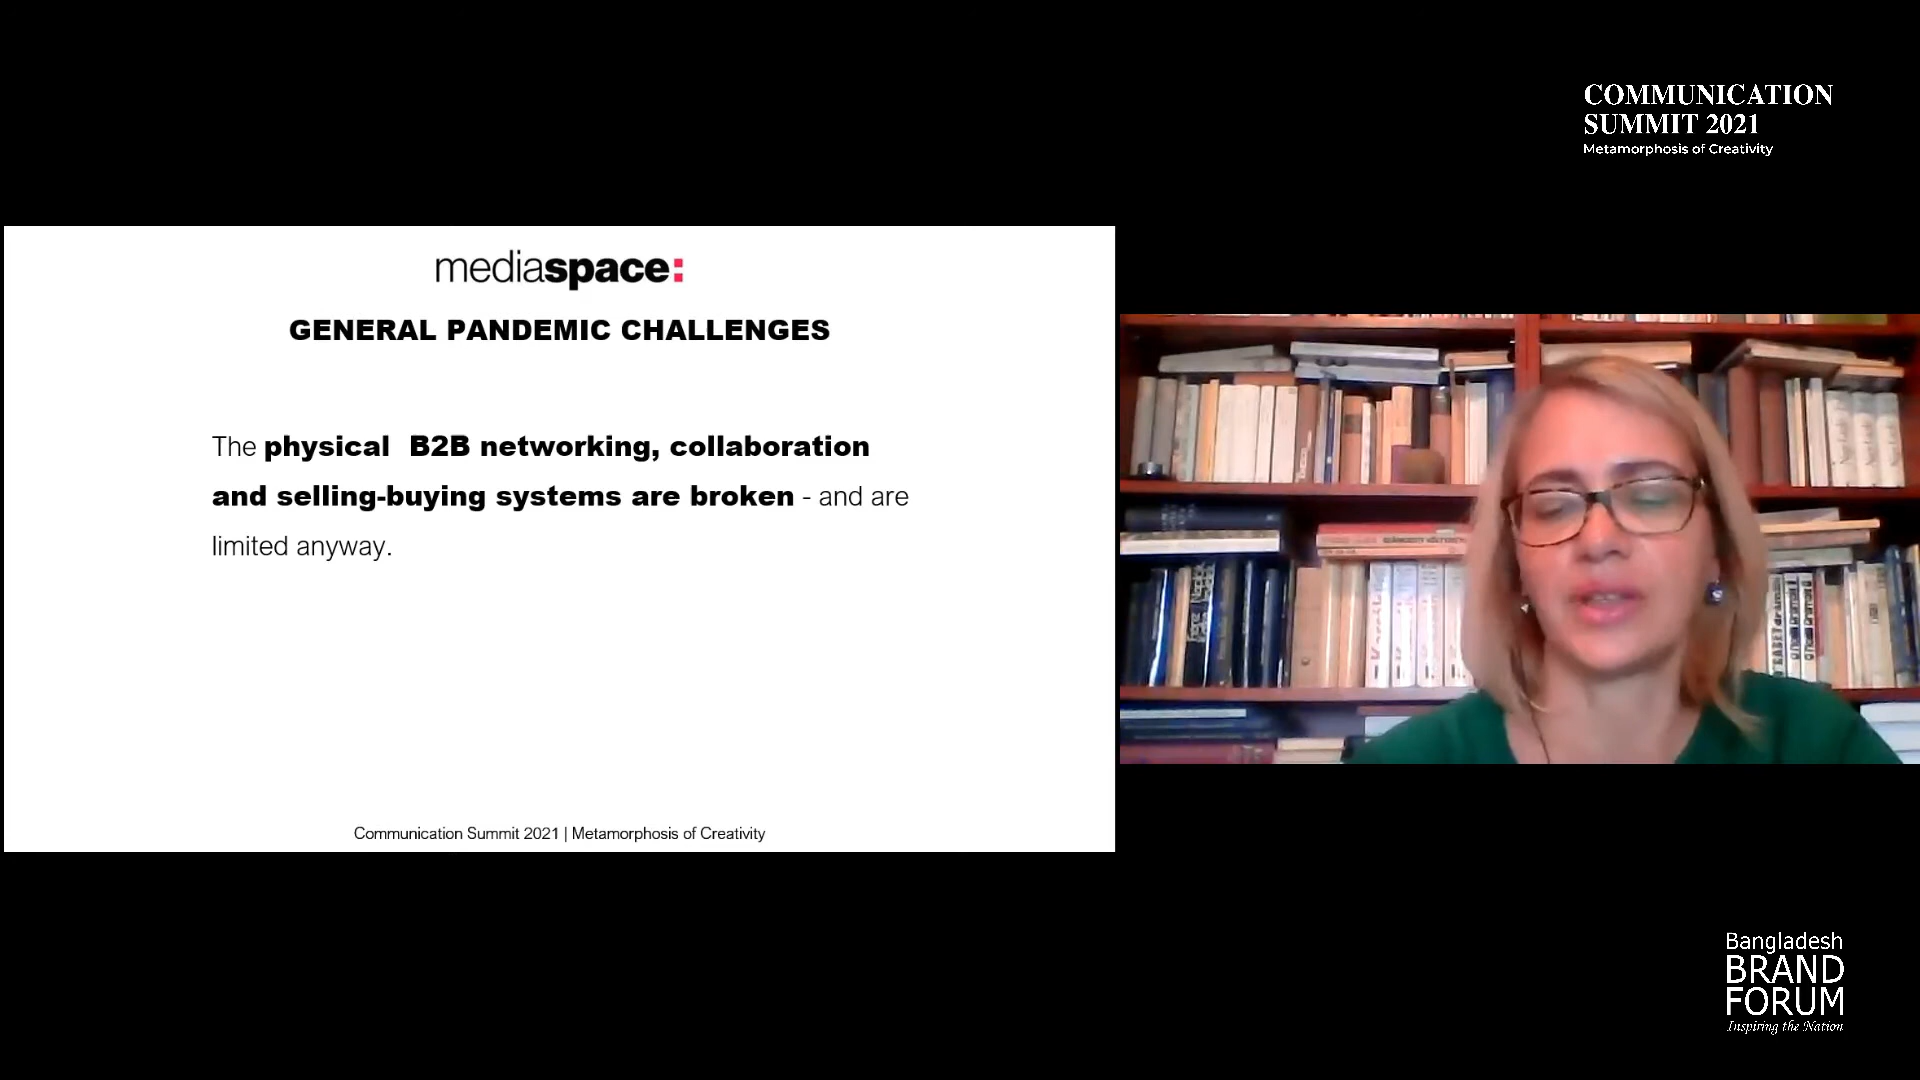 COMMUNICATION
SUMMIT 2021
Metamorphosis of Creativity
mediaspace:
GENERAL PANDEMIC CHALLENGES
The physical  B2B networking, collaboration
and selling-buying systems are broken - and are
limited anyway.
Communication Summit 2021 | Metamorphosis of Creativity
Bangladesh
BRAND
FORUM
Inspiring the Nation